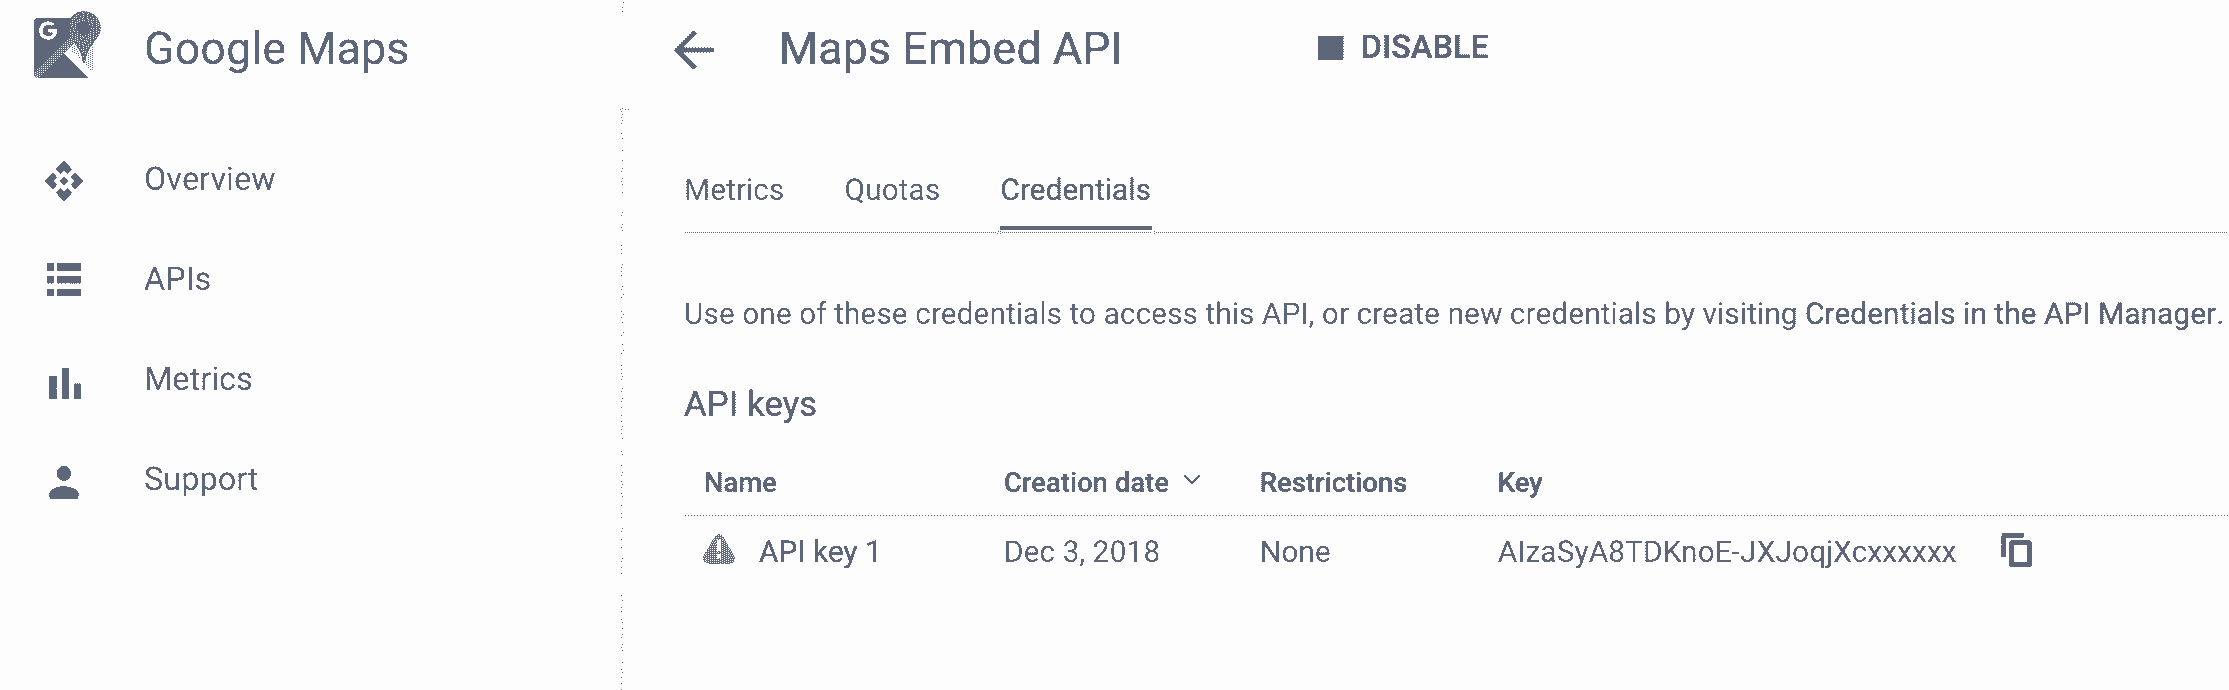 Google Maps
Maps Embed API
DISABLE
Overview
APIs
Metrics
Support
Metrics Quotas Credentials
Use one of these credentials to access this API, or create new credentials by visiting Credentials in the API Manager.
API keys
Name Creation date Restrictions Key
API key 1 Dec 3, 2018 None AIzaSyA8TDKnoE-JXJoqjXcxxxxxx